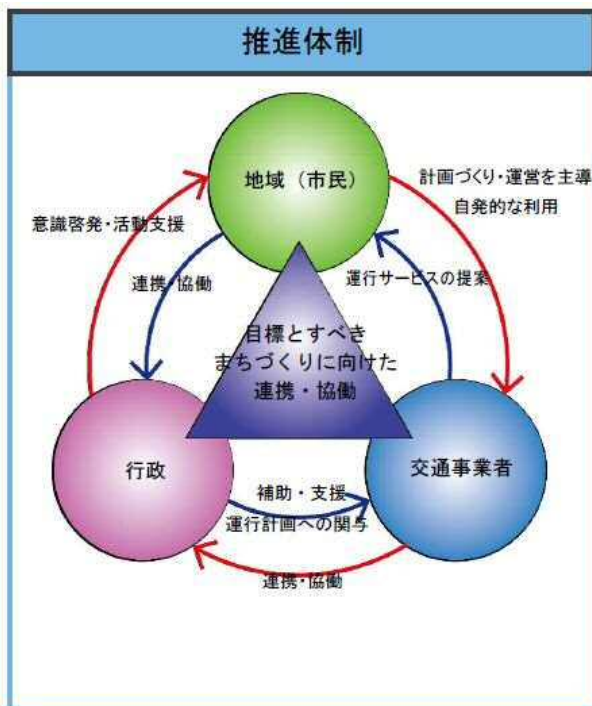 推進体制
地域（市民）
計画づくり・運営を主導
自発的な利用
意識啓発・活動支援
連携・協働
運行サービスの提案
目標とすべき
まちづくりに向けた
連携・協働
行政
交通事業者
補助・支援
運行計画への関与
連携・協働